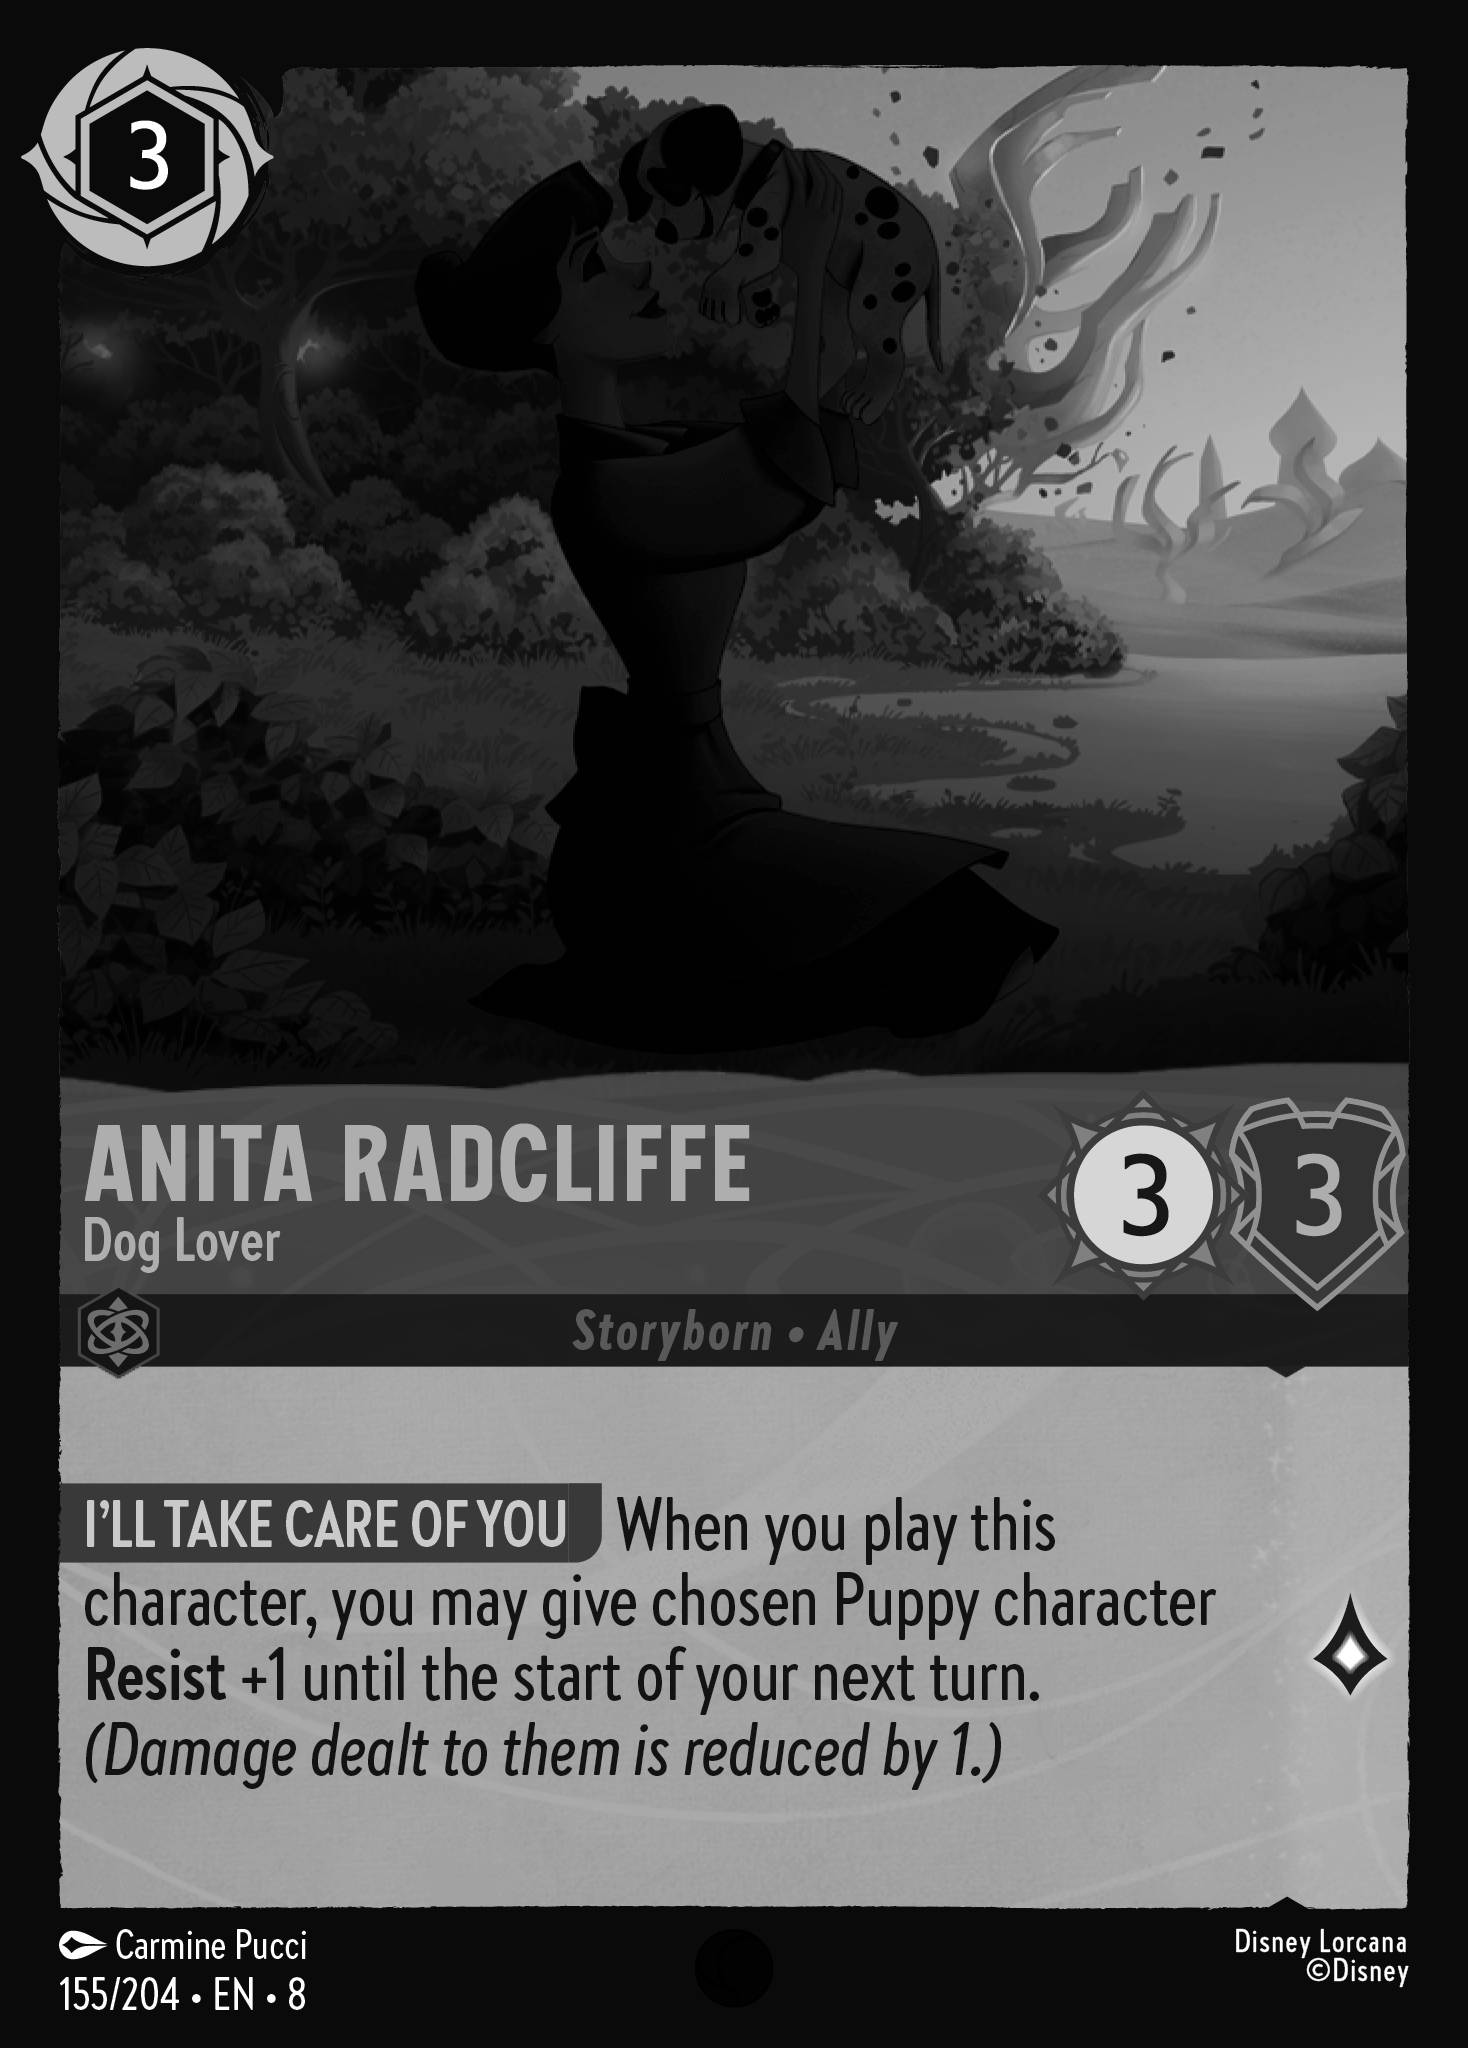 3
ANITA RADCLIFFE
Dog Lover
3 3
Storyborn • Ally
I'LL TAKE CARE OF YOU When you play this
character, you may give chosen Puppy character
Resist +1 until the start of your next turn.
(Damage dealt to them is reduced by 1.)
Carmine Pucci
155/204 • EN • 8
Disney Lorcana
©Disney